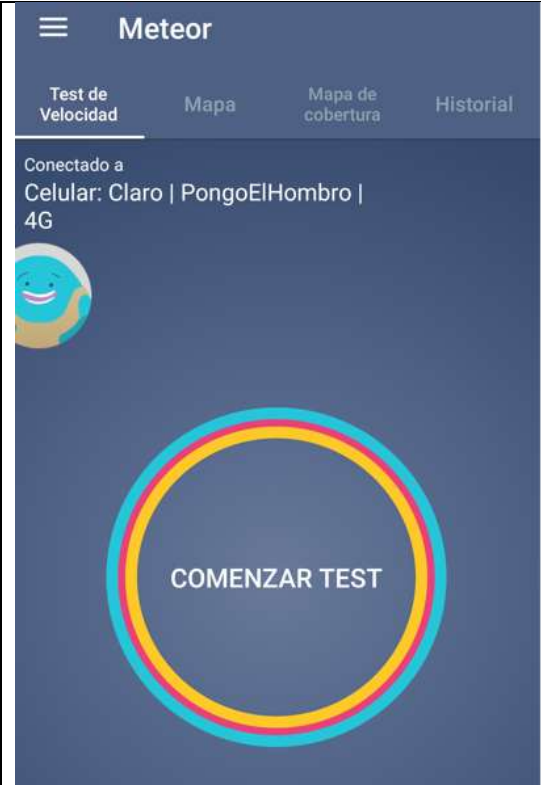 Meteor
Test de
Velocidad
Mapa
Mapa de
cobertura
Historial
Conectado a
Celular: Claro | PongoElHombro |
4G
COMENZAR TEST